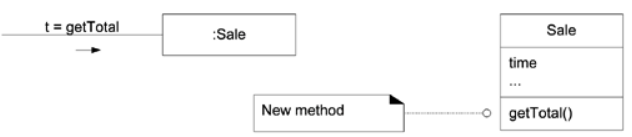 t = getTotal
:Sale
Sale
time
...
New method
getTotal()